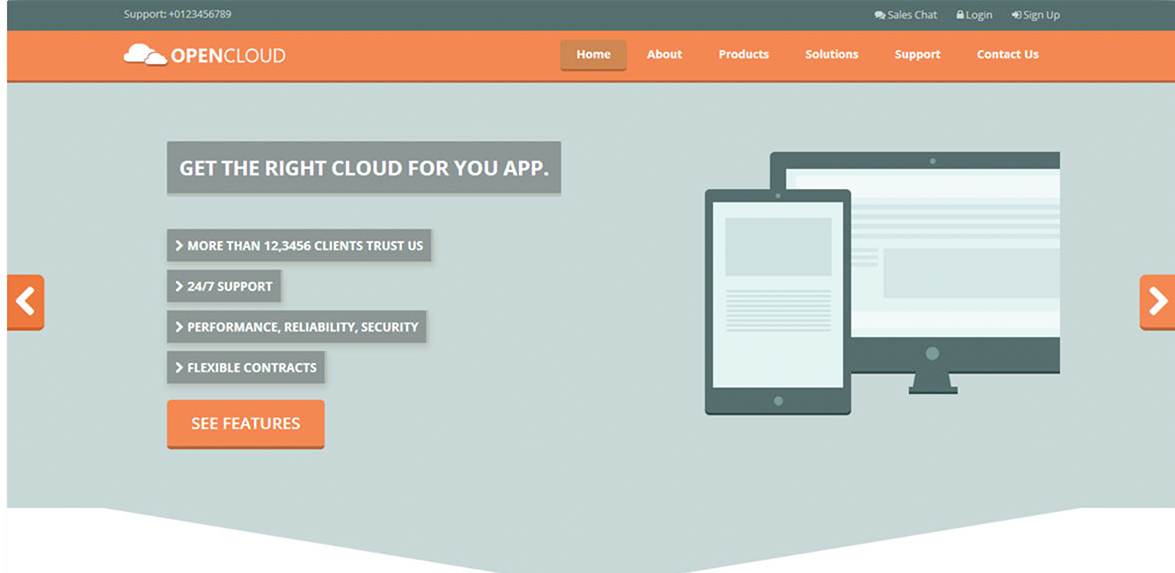 Support: +0123456789
Sales Chat Login Sign Up
OPENCLOUD
Home About Products Solutions Support Contact Us
GET THE RIGHT CLOUD FOR YOU APP.
MORE THAN 12,3456 CLIENTS TRUST US
24/7 SUPPORT
PERFORMANCE, RELIABILITY, SECURITY
FLEXIBLE CONTRACTS
SEE FEATURES